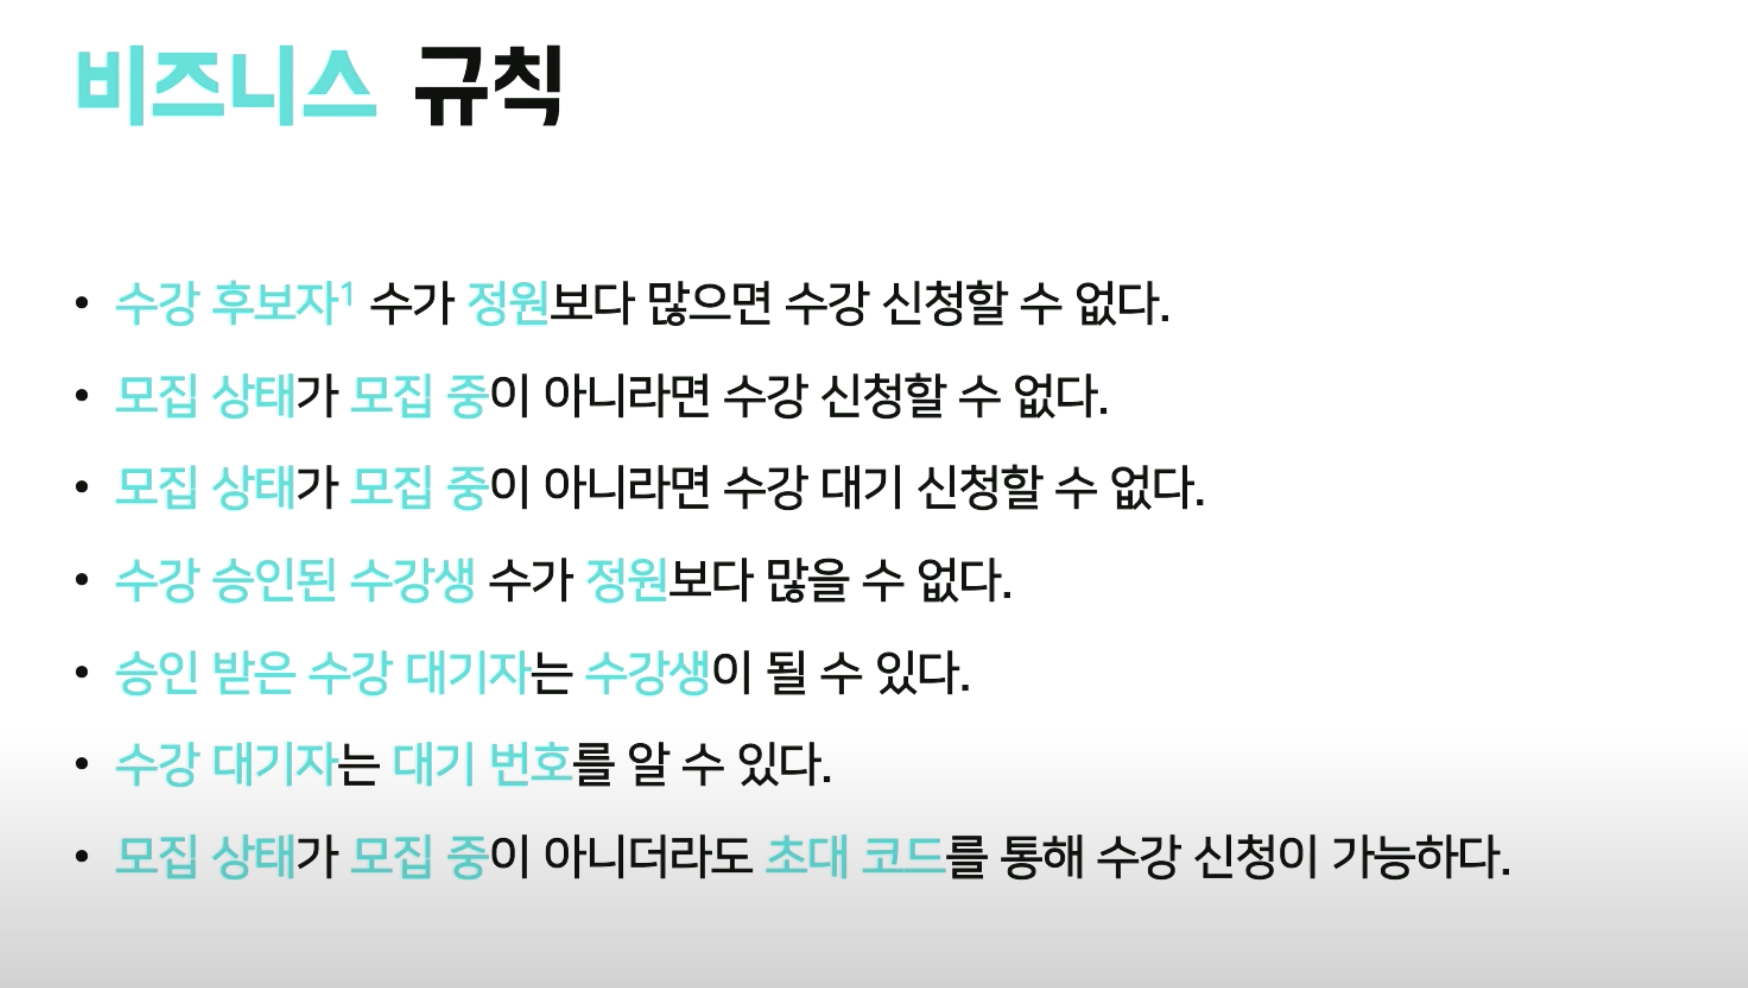 비즈니스 규칙
• 수강 후보자¹ 수가 정원보다 많으면 수강 신청할 수 없다.
• 모집 상태가 모집 중이 아니라면 수강 신청할 수 없다.
• 모집 상태가 모집 중이 아니라면 수강 대기 신청할 수 없다.
• 수강 승인된 수강생 수가 정원보다 많을 수 없다.
• 승인 받은 수강 대기자는 수강생이 될 수 있다.
• 수강 대기자는 대기 번호를 알 수 있다.
• 모집 상태가 모집 중이 아니더라도 초대 코드를 통해 수강 신청이 가능하다.